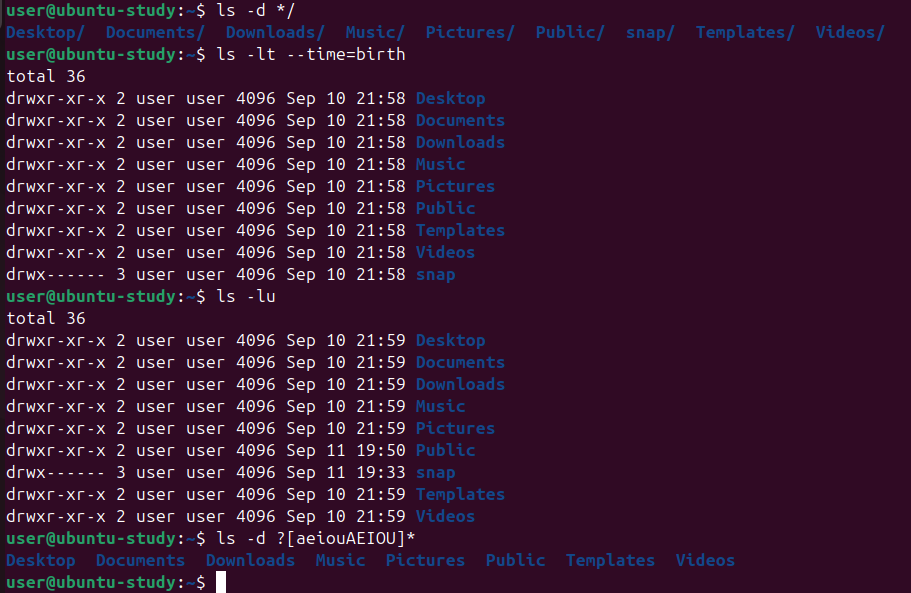 user@ubuntu-study:~$ ls -d */
Desktop/  Documents/  Downloads/  Music/  Pictures/  Public/  snap/  Templates/  Videos/
user@ubuntu-study:~$ ls -lt --time=birth
total 36
drwxr-xr-x 2 user user 4096 Sep 10 21:58 Desktop
drwxr-xr-x 2 user user 4096 Sep 10 21:58 Documents
drwxr-xr-x 2 user user 4096 Sep 10 21:58 Downloads
drwxr-xr-x 2 user user 4096 Sep 10 21:58 Music
drwxr-xr-x 2 user user 4096 Sep 10 21:58 Pictures
drwxr-xr-x 2 user user 4096 Sep 10 21:58 Public
drwxr-xr-x 2 user user 4096 Sep 10 21:58 Templates
drwxr-xr-x 2 user user 4096 Sep 10 21:58 Videos
drwx------ 3 user user 4096 Sep 10 21:58 snap
user@ubuntu-study:~$ ls -lu
total 36
drwxr-xr-x 2 user user 4096 Sep 10 21:59 Desktop
drwxr-xr-x 2 user user 4096 Sep 10 21:59 Documents
drwxr-xr-x 2 user user 4096 Sep 10 21:59 Downloads
drwxr-xr-x 2 user user 4096 Sep 10 21:59 Music
drwxr-xr-x 2 user user 4096 Sep 10 21:59 Pictures
drwxr-xr-x 2 user user 4096 Sep 11 19:50 Public
drwx------ 3 user user 4096 Sep 11 19:33 snap
drwxr-xr-x 2 user user 4096 Sep 10 21:59 Templates
drwxr-xr-x 2 user user 4096 Sep 10 21:59 Videos
user@ubuntu-study:~$ ls -d ?[aeiouAEIOU]*
Desktop  Documents  Downloads  Music  Pictures  Public  Templates  Videos
user@ubuntu-study:~$